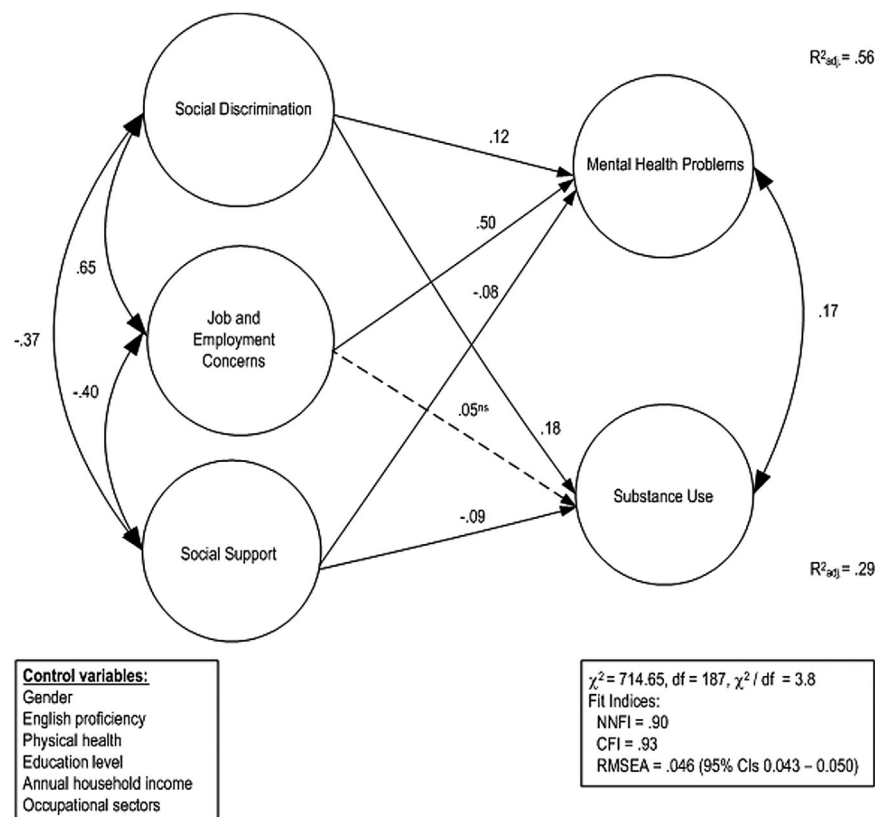 R²adj. = .56
Social Discrimination
.12
Mental Health Problems
.50
.65
-.08
Job and
Employment
Concerns
-.37
.17
-.40
.05ns
.18
Substance Use
Social Support
-.09
R²adj. = .29
Control variables:
Gender
English proficiency
Physical health
Education level
Annual household income
Occupational sectors
χ² = 714.65, df = 187, χ² / df = 3.8
Fit Indices:
NNFI = .90
CFI = .93
RMSEA = .046 (95% CIs 0.043 – 0.050)